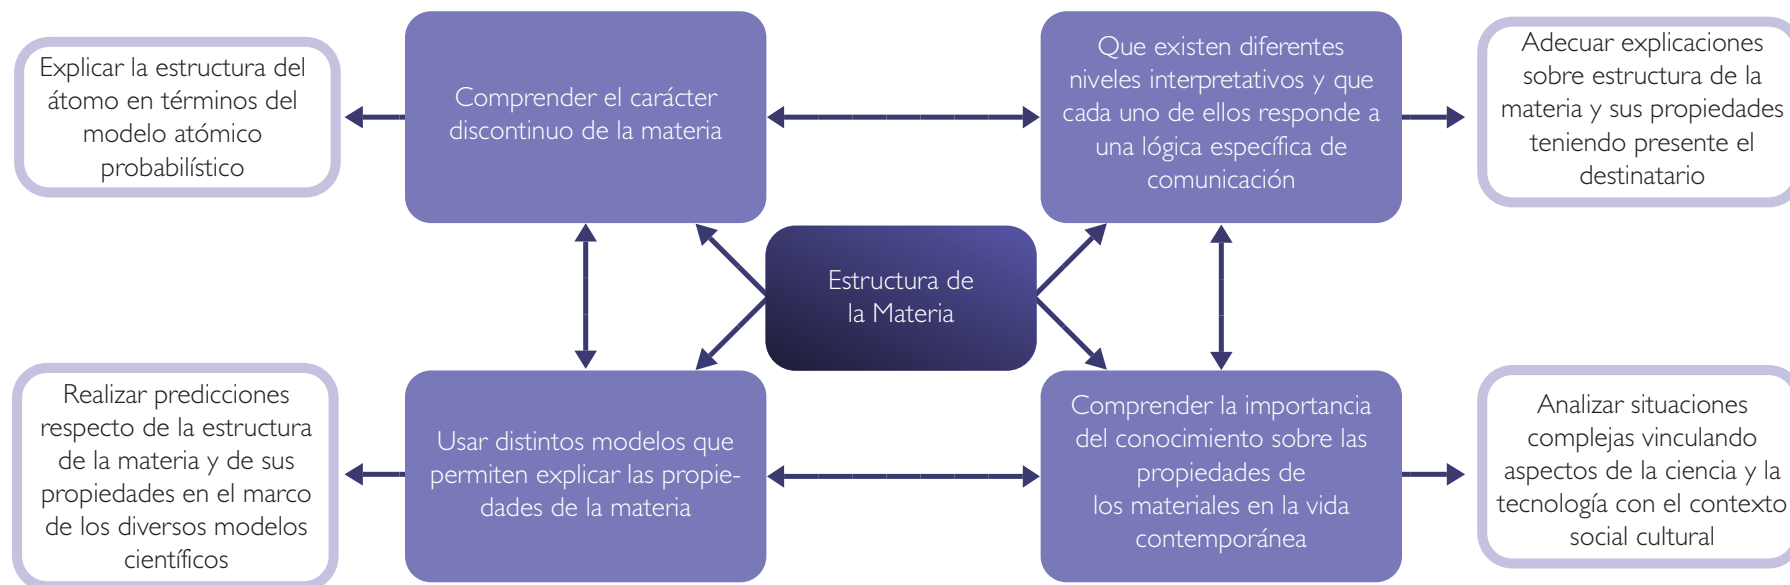 Explicar la estructura del
átomo en términos del
modelo atómico
probabilístico
Comprender el carácter
discontinuo de la materia
Que existen diferentes
niveles interpretativos y que
cada uno de ellos responde a
una lógica específica de
comunicación
Adecuar explicaciones
sobre estructura de la
materia y sus propiedades
teniendo presente el
destinatario
Estructura de
la Materia
Realizar predicciones
respecto de la estructura
de la materia y de sus
propiedades en el marco
de los diversos modelos
científicos
Usar distintos modelos que
permiten explicar las propie-
dades de la materia
Comprender la importancia
del conocimiento sobre las
propiedades de
los materiales en la vida
contemporánea
Analizar situaciones
complejas vinculando
aspectos de la ciencia y la
tecnología con el contexto
social cultural